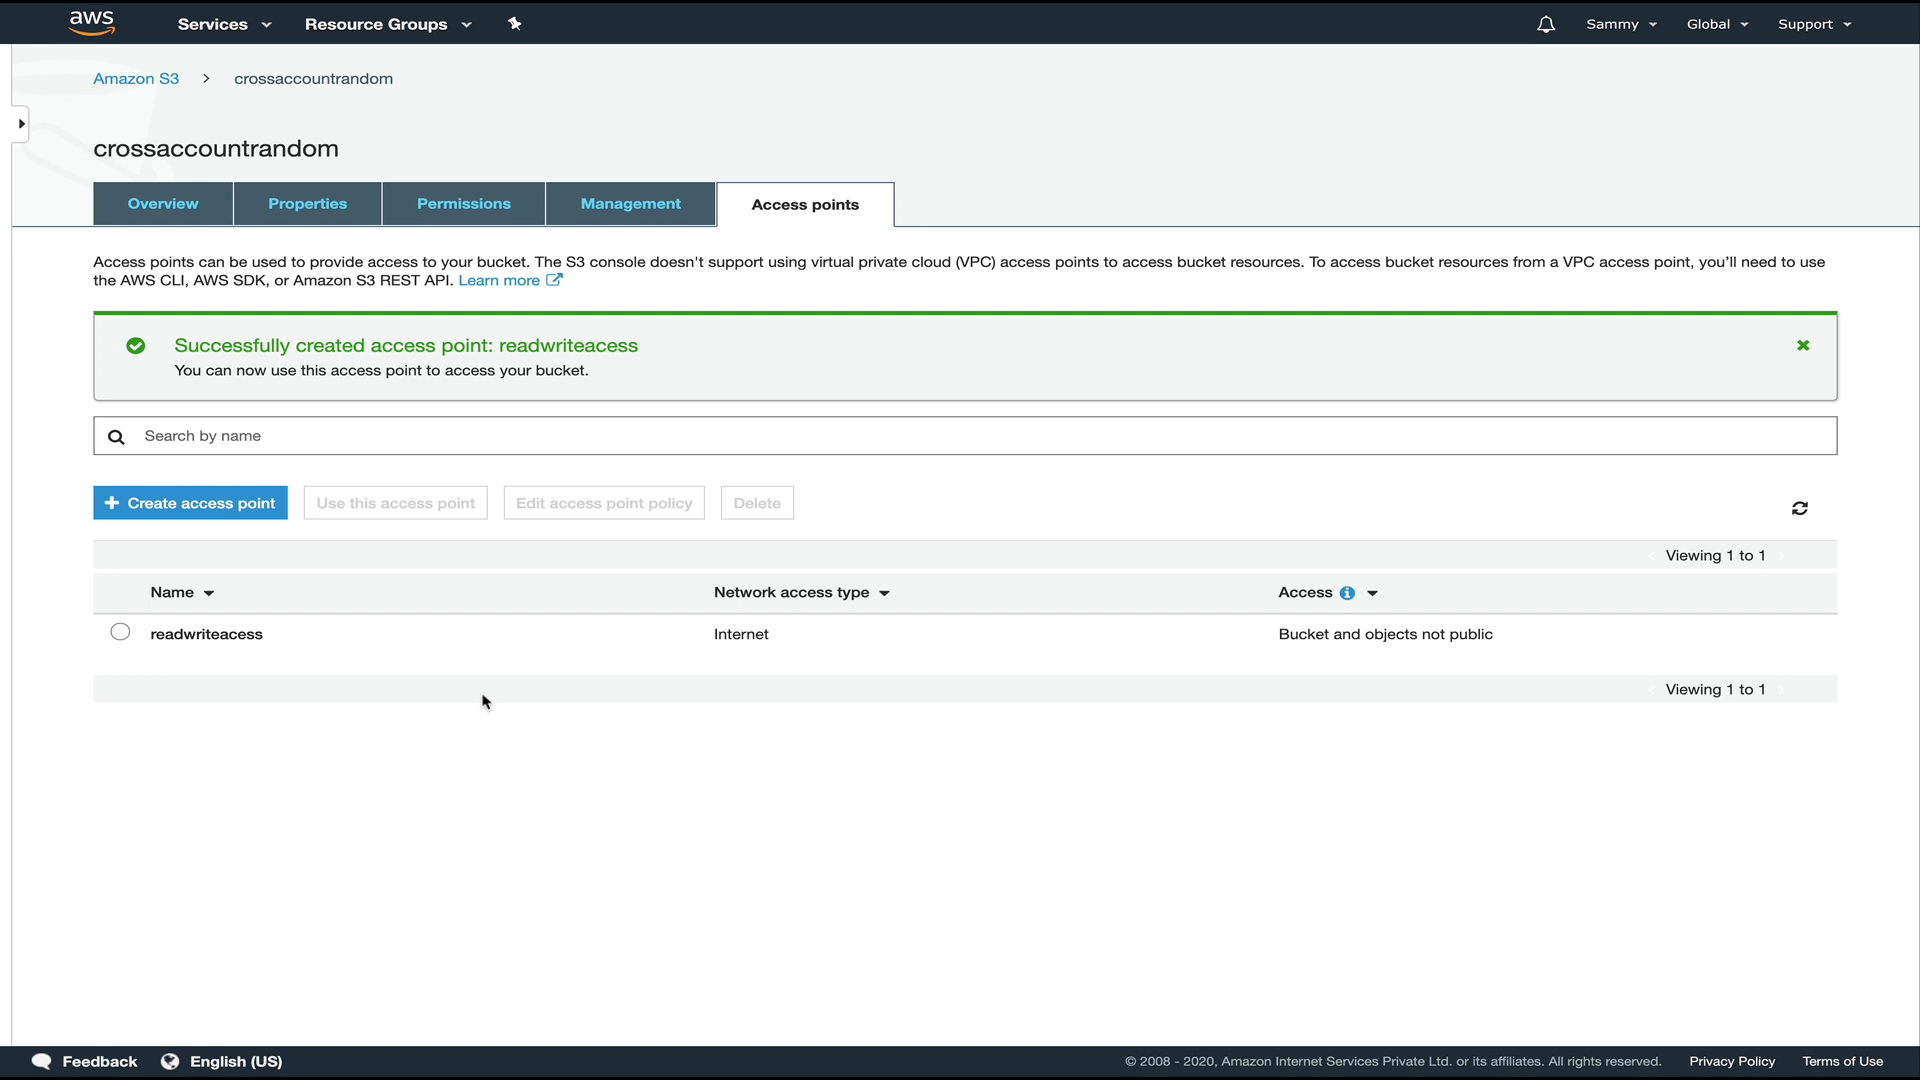 aws Services Resource Groups Sammy Global Support
Amazon S3 > crossaccountrandom
crossaccountrandom
Overview Properties Permissions Management Access points
Access points can be used to provide access to your bucket. The S3 console doesn't support using virtual private cloud (VPC) access points to access bucket resources. To access bucket resources from a VPC access point, you’ll need to use
the AWS CLI, AWS SDK, or Amazon S3 REST API. Learn more
Successfully created access point: readwriteacess
You can now use this access point to access your bucket.
Search by name
+ Create access point Use this access point Edit access point policy Delete
Viewing 1 to 1
Name Network access type Access
readwriteacess Internet Bucket and objects not public
Viewing 1 to 1
Feedback English (US) © 2008 - 2020, Amazon Internet Services Private Ltd. or its affiliates. All rights reserved. Privacy Policy Terms of Use